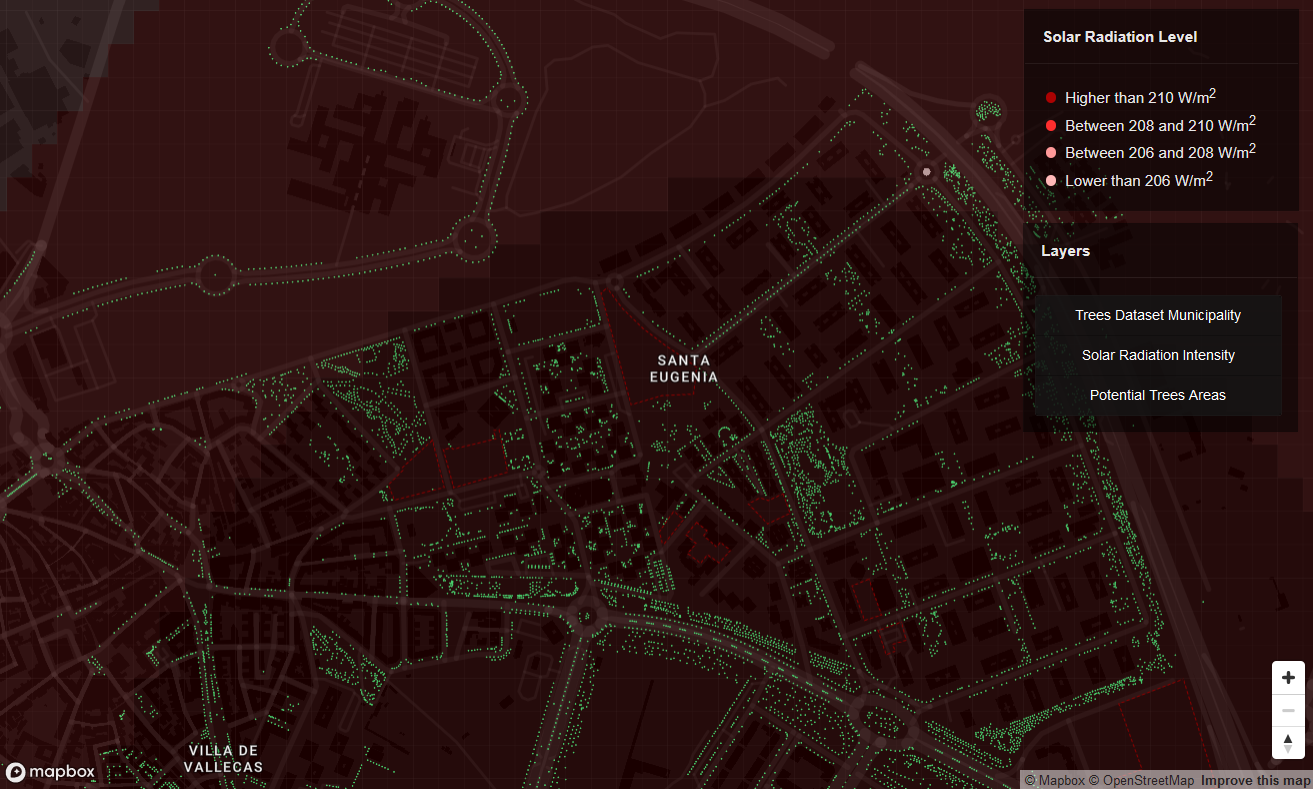 Solar Radiation Level
Higher than 210 W/m²
Between 208 and 210 W/m²
Between 206 and 208 W/m²
Lower than 206 W/m²
Layers
Trees Dataset Municipality
Solar Radiation Intensity
Potential Trees Areas
SANTA
EUGENIA
VILLA DE
VALLECAS
mapbox
© Mapbox © OpenStreetMap Improve this map